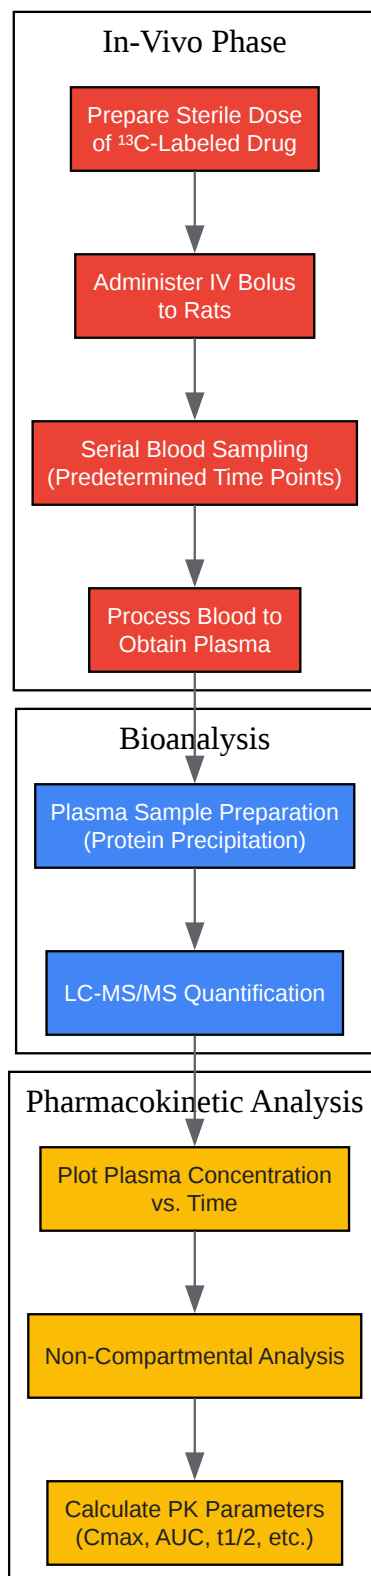 In-Vivo Phase
Prepare Sterile Dose
of ¹³C-Labeled Drug
Administer IV Bolus
to Rats
Serial Blood Sampling
(Predetermined Time Points)
Process Blood to
Obtain Plasma
Bioanalysis
Plasma Sample Preparation
(Protein Precipitation)
LC-MS/MS Quantification
Pharmacokinetic Analysis
Plot Plasma Concentration
vs. Time
Non-Compartmental Analysis
Calculate PK Parameters
(Cmax, AUC, t1/2, etc.)